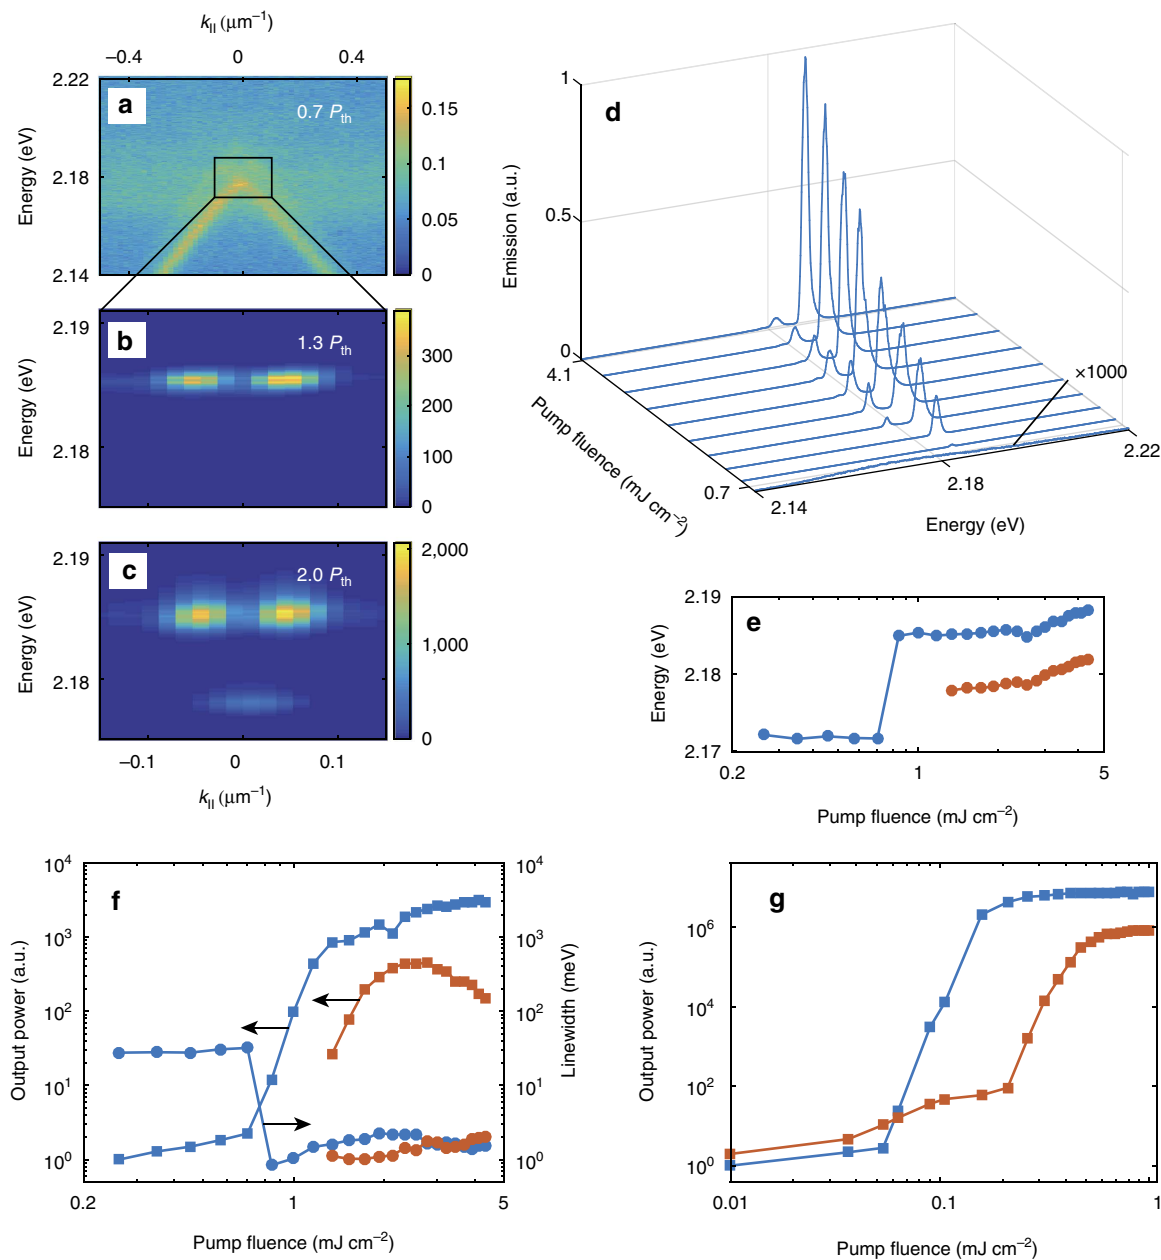 k|| (μm⁻¹)
−0.4 0 0.4
2.22
2.18
2.14
Energy (eV)
a
0.7 Pth
0.15
0.1
0.05
0
2.19
2.18
Energy (eV)
b
1.3 Pth
300
200
100
0
2.19
2.18
Energy (eV)
c
2.0 Pth
2,000
1,000
0
−0.1 0 0.1
k|| (μm⁻¹)
d
1
0.5
0
Emission (a.u.)
4.1
0.7
Pump fluence (mJ cm⁻²)
×1000
2.14
2.18
2.22
Energy (eV)
e
2.19
2.18
2.17
Energy (eV)
0.2 1 5
Pump fluence (mJ cm⁻²)
f
10⁴
10³
10²
10¹
10⁰
Output power (a.u.)
10⁴
10³
10²
10¹
10⁰
Linewidth (meV)
0.2 1 5
Pump fluence (mJ cm⁻²)
g
10⁶
10⁴
10²
10⁰
Output power (a.u.)
0.01 0.1 1
Pump fluence (mJ cm⁻²)